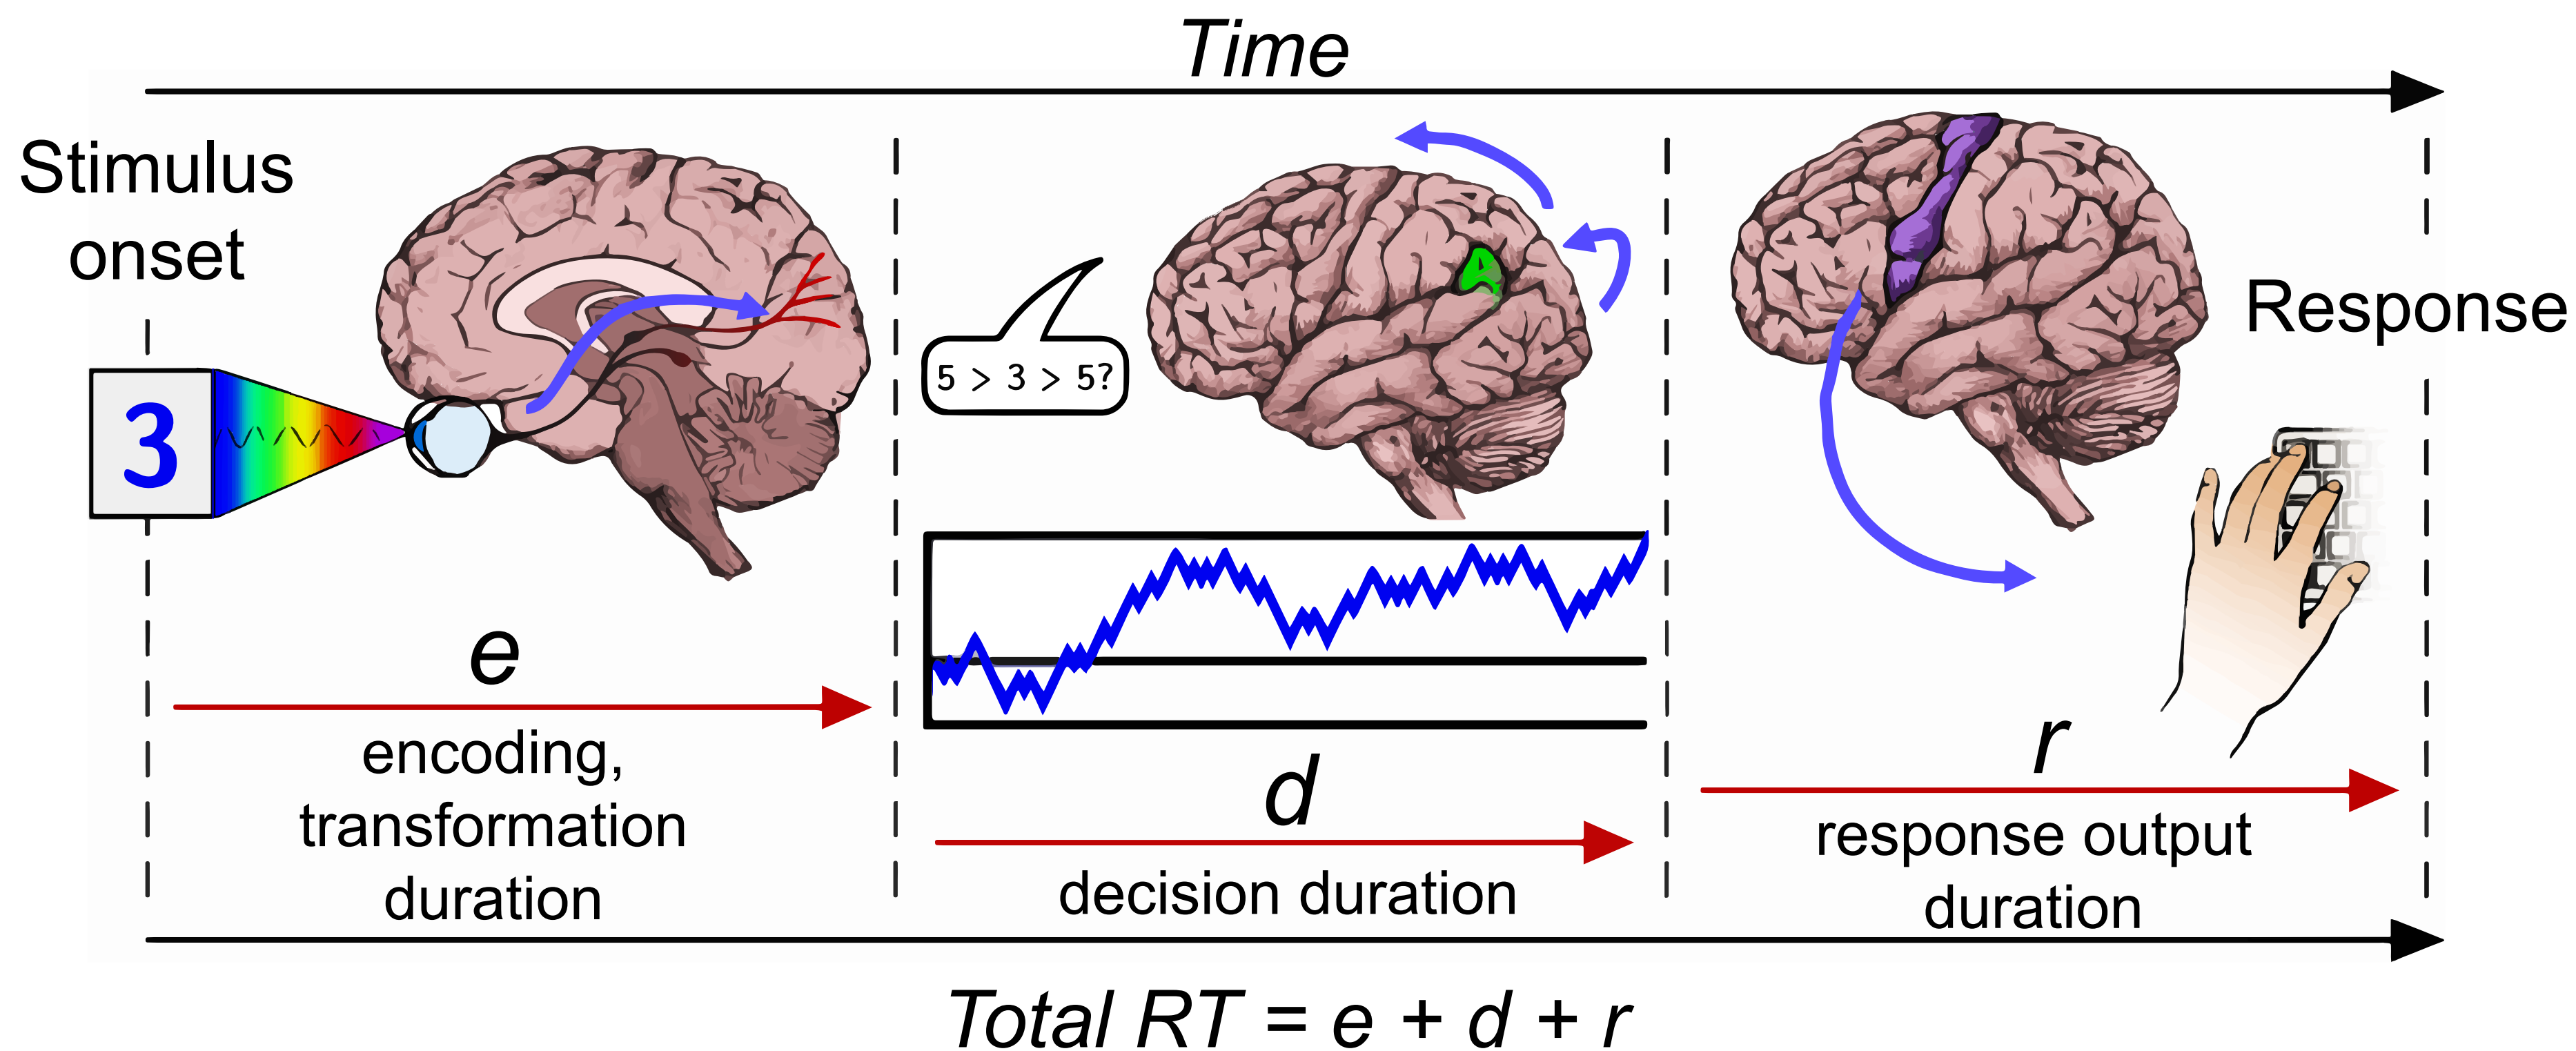 Time
Stimulus
onset
3
5 > 3 > 5?
Response
e
encoding,
transformation
duration
d
decision duration
r
response output
duration
Total RT = e + d + r